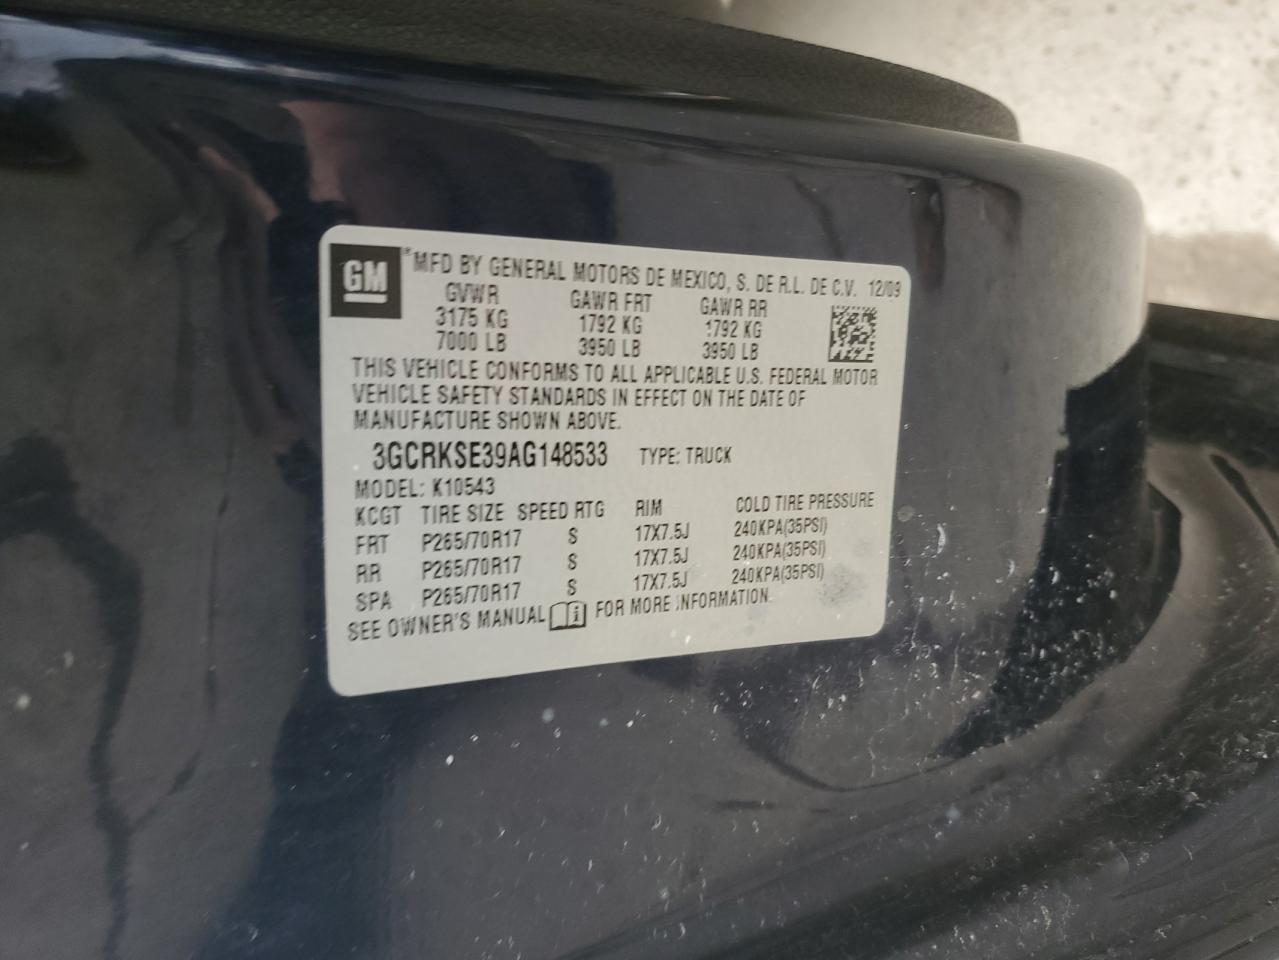 GM
*MFD BY GENERAL MOTORS DE MEXICO, S. DE R.L. DE C.V. 12/09
GVWR GAWR FRT GAWR RR
3175 KG 1792 KG 1792 KG
7000 LB 3950 LB 3950 LB
THIS VEHICLE CONFORMS TO ALL APPLICABLE U.S. FEDERAL MOTOR
VEHICLE SAFETY STANDARDS IN EFFECT ON THE DATE OF
MANUFACTURE SHOWN ABOVE.
3GCRKSE39AG148533 TYPE: TRUCK
MODEL: K10543
KCGT TIRE SIZE SPEED RTG RIM COLD TIRE PRESSURE
FRT P265/70R17 S 17X7.5J 240KPA(35PSI)
RR P265/70R17 S 17X7.5J 240KPA(35PSI)
SPA P265/70R17 S 17X7.5J 240KPA(35PSI)
SEE OWNER'S MANUAL FOR MORE INFORMATION.